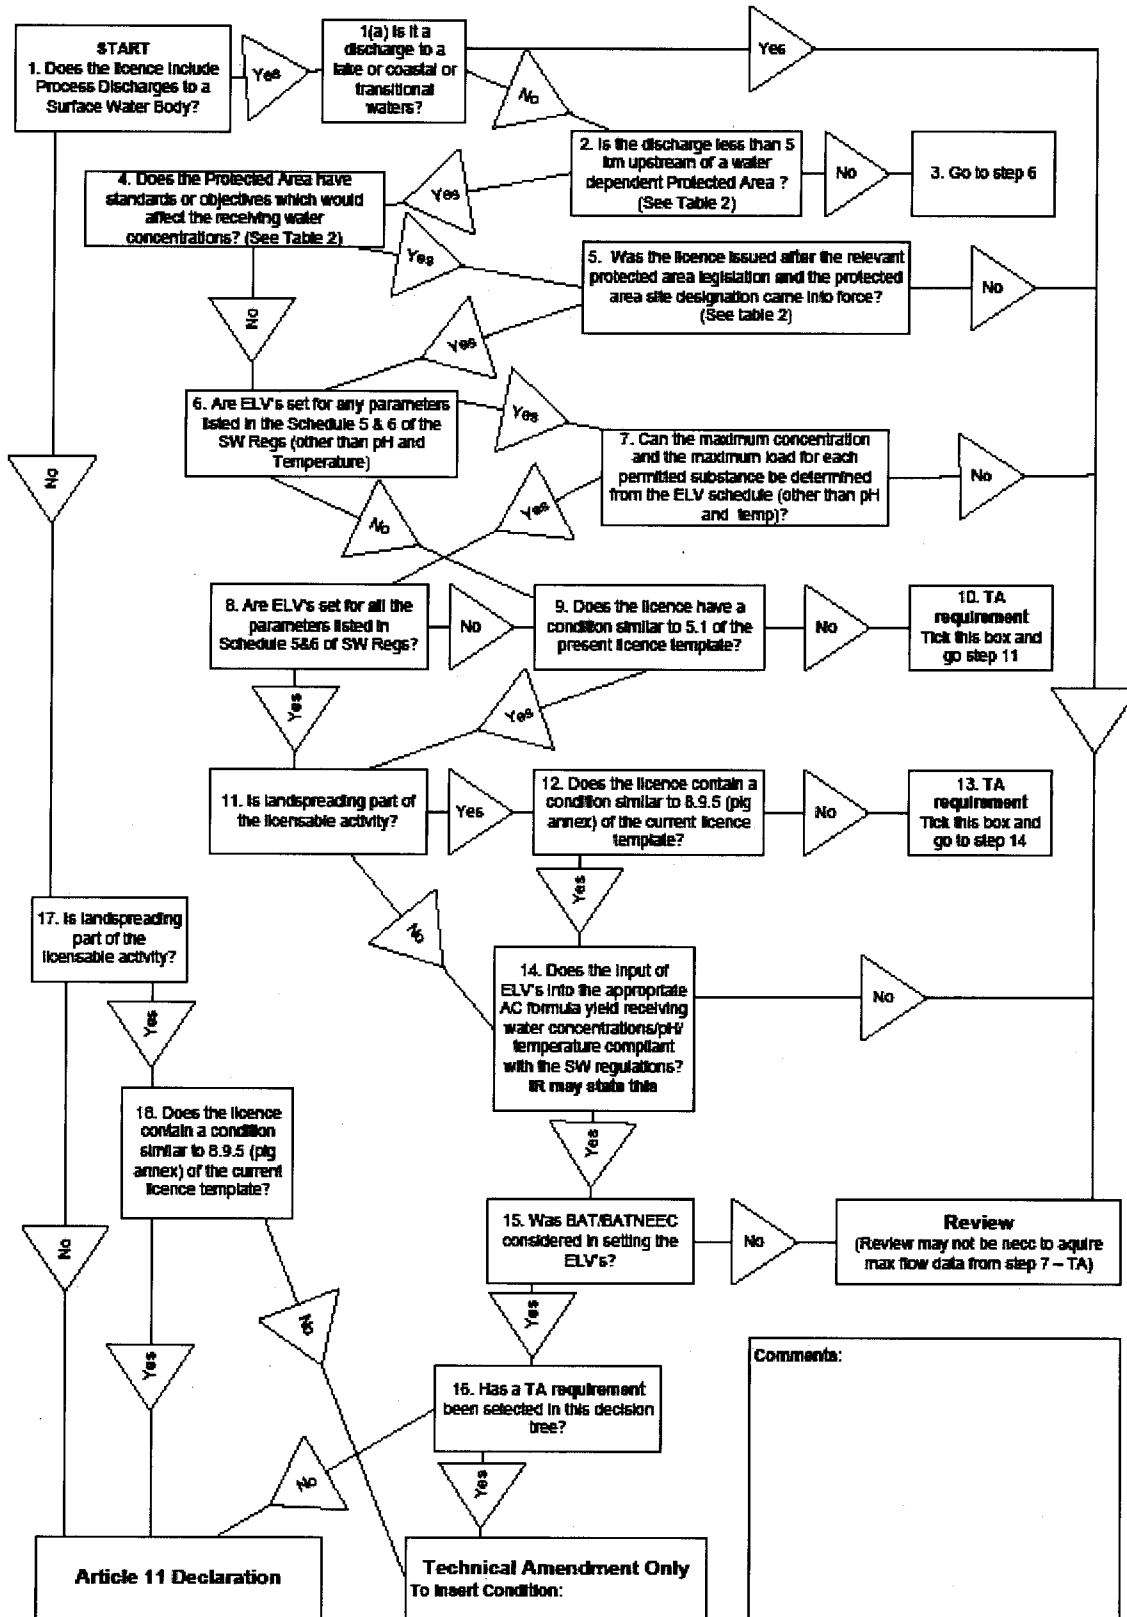 START
1. Does the licence include
Process Discharges to a
Surface Water Body?
Yes
1(a) Is it a
discharge to a
lake or coastal or
transitional
waters?
Yes
No
2. Is the discharge less than 5
km upstream of a water
dependent Protected Area ?
(See Table 2)
No
3. Go to step 6
Yes
4. Does the Protected Area have
standards or objectives which would
affect the receiving water
concentrations? (See Table 2)
Yes
5. Was the licence issued after the relevant
protected area legislation and the protected
area site designation came into force?
(See table 2)
No
No
Yes
6. Are ELV's set for any parameters
listed in the Schedule 5 & 6 of the
SW Regs (other than pH and
Temperature)
Yes
7. Can the maximum concentration
and the maximum load for each
permitted substance be determined
from the ELV schedule (other than pH
and temp)?
No
No
No
Yes
8. Are ELV's set for all the
parameters listed in
Schedule 5&6 of SW Regs?
No
9. Does the licence have a
condition similar to 5.1 of the
present licence template?
No
10. TA
requirement
Tick this box and
go step 11
Yes
Yes
11. Is landspreading part of
the licensable activity?
Yes
12. Does the licence contain a
condition similar to 8.9.5 (pig
annex) of the current licence
template?
No
13. TA
requirement
Tick this box and
go to step 14
Yes
No
17. Is landspreading
part of the
licensable activity?
14. Does the input of
ELV's into the appropriate
AC formula yield receiving
water concentrations/pH/
temperature compliant
with the SW regulations?
IR may state this
No
Yes
18. Does the licence
contain a condition
similar to 8.9.5 (pig
annex) of the current
licence template?
Yes
15. Was BAT/BATNEEC
considered in setting the
ELV's?
No
Review
(Review may not be necc to aquire
max flow data from step 7 – TA)
No
No
Yes
Yes
16. Has a TA requirement
been selected in this decision
tree?
Comments:
No
Yes
Article 11 Declaration
Technical Amendment Only
To Insert Condition: